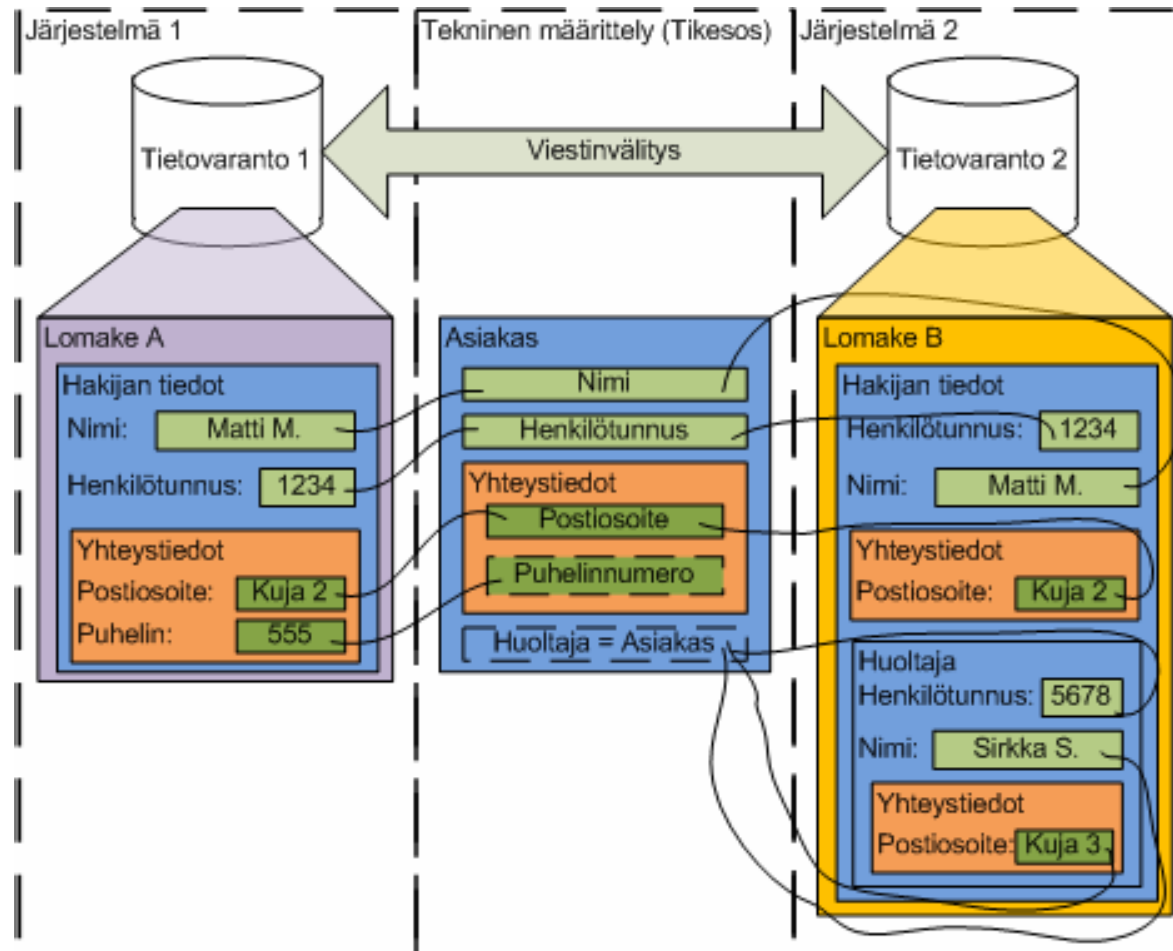 Järjestelmä 1
Tekninen määrittely (Tikesos)
Järjestelmä 2
Tietovaranto 1
Viestinvälitys
Tietovaranto 2
Lomake A
Hakijan tiedot
Nimi: Matti M.
Henkilötunnus: 1234
Yhteystiedot
Postiosoite: Kuja 2
Puhelin: 555
Asiakas
Nimi
Henkilötunnus
Yhteystiedot
Postiosoite
Puhelinnumero
Huoltaja = Asiakas
Lomake B
Hakijan tiedot
Henkilötunnus: 1234
Nimi: Matti M.
Yhteystiedot
Postiosoite: Kuja 2
Huoltaja
Henkilötunnus: 5678
Nimi: Sirkka S.
Yhteystiedot
Postiosoite: Kuja 3